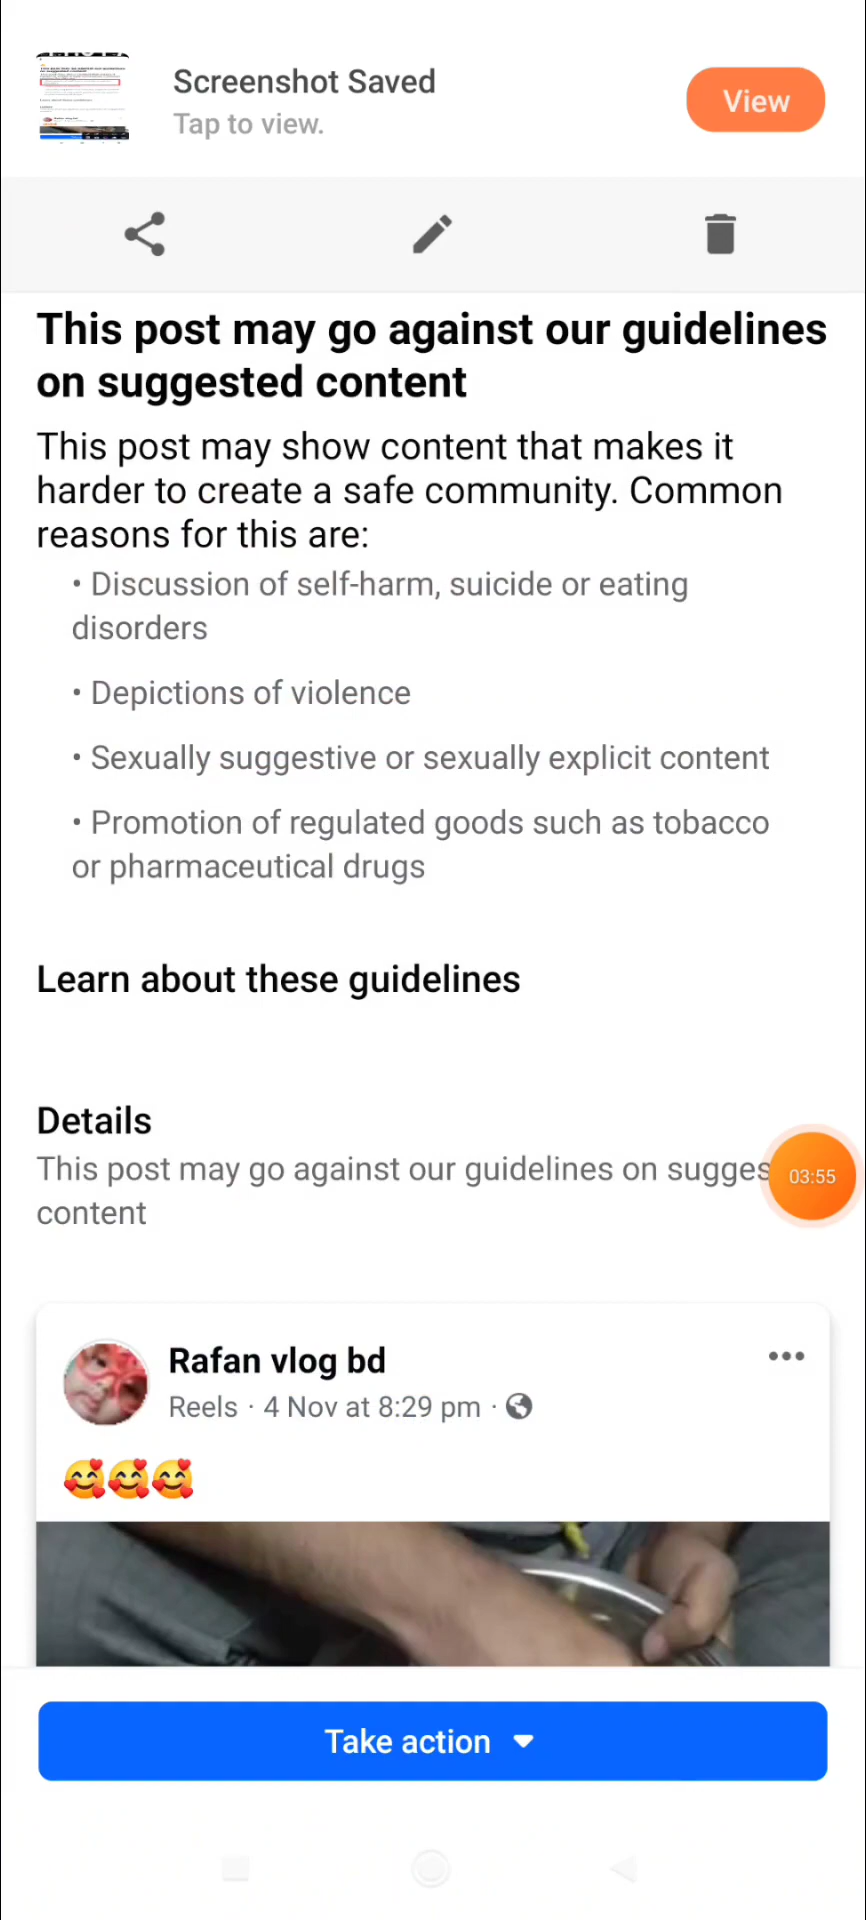 Screenshot Saved
Tap to view.
View
This post may go against our guidelines
on suggested content
This post may show content that makes it
harder to create a safe community. Common
reasons for this are:
• Discussion of self-harm, suicide or eating
disorders
• Depictions of violence
• Sexually suggestive or sexually explicit content
• Promotion of regulated goods such as tobacco
or pharmaceutical drugs
Learn about these guidelines
Details
This post may go against our guidelines on sugges
content
03:55
Rafan vlog bd
Reels · 4 Nov at 8:29 pm ·
🥰🥰🥰
Take action